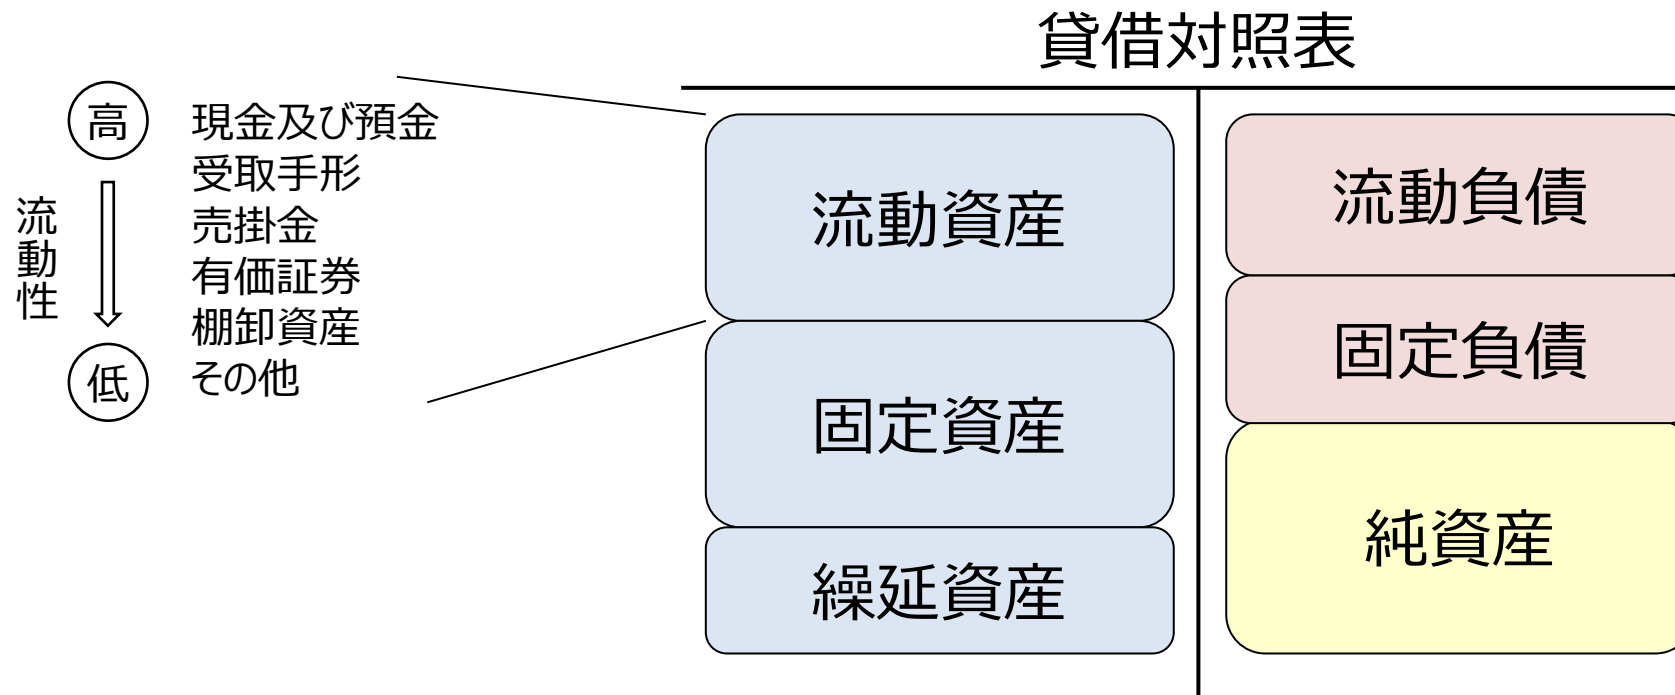 貸借対照表
高
流動性
低
現金及び預金
受取手形
売掛金
有価証券
棚卸資産
その他
流動資産
固定資産
繰延資産
流動負債
固定負債
純資産